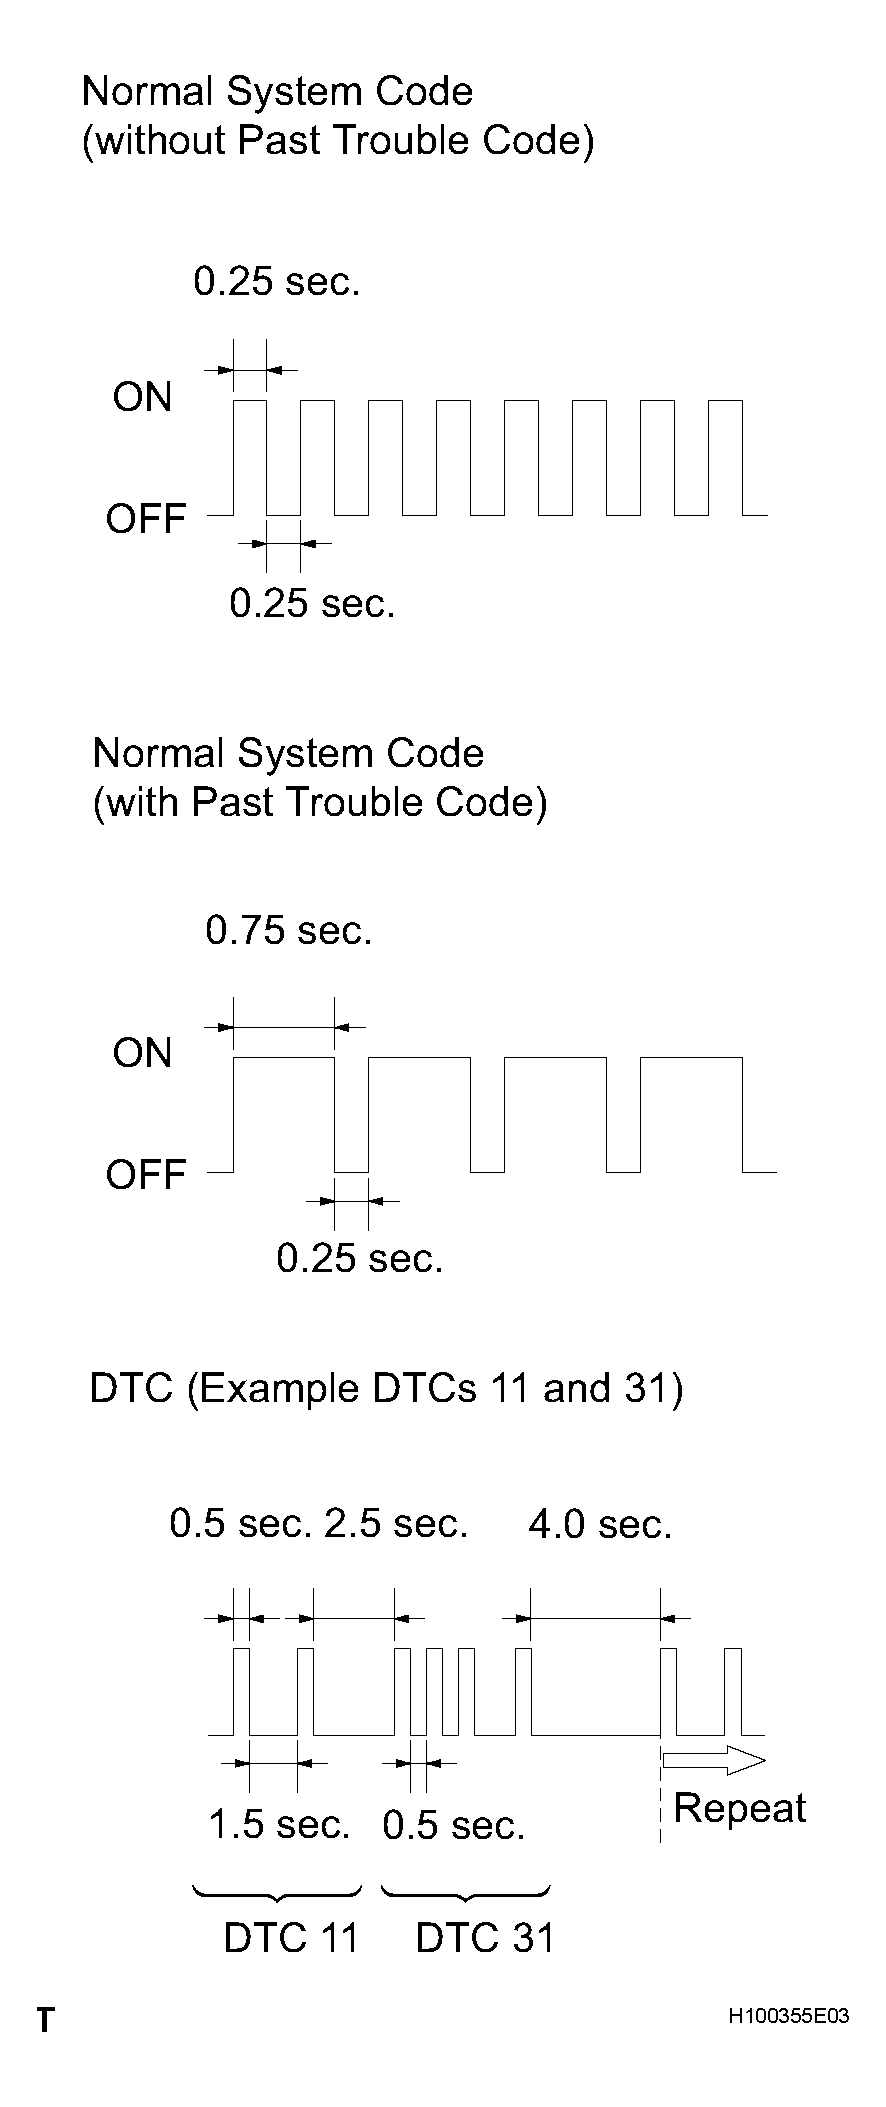 Normal System Code
(without Past Trouble Code)
0.25 sec.
ON
OFF
0.25 sec.
Normal System Code
(with Past Trouble Code)
0.75 sec.
ON
OFF
0.25 sec.
DTC (Example DTCs 11 and 31)
0.5 sec. 2.5 sec. 4.0 sec.
Repeat
1.5 sec. 0.5 sec.
DTC 11 DTC 31
T H100355E03